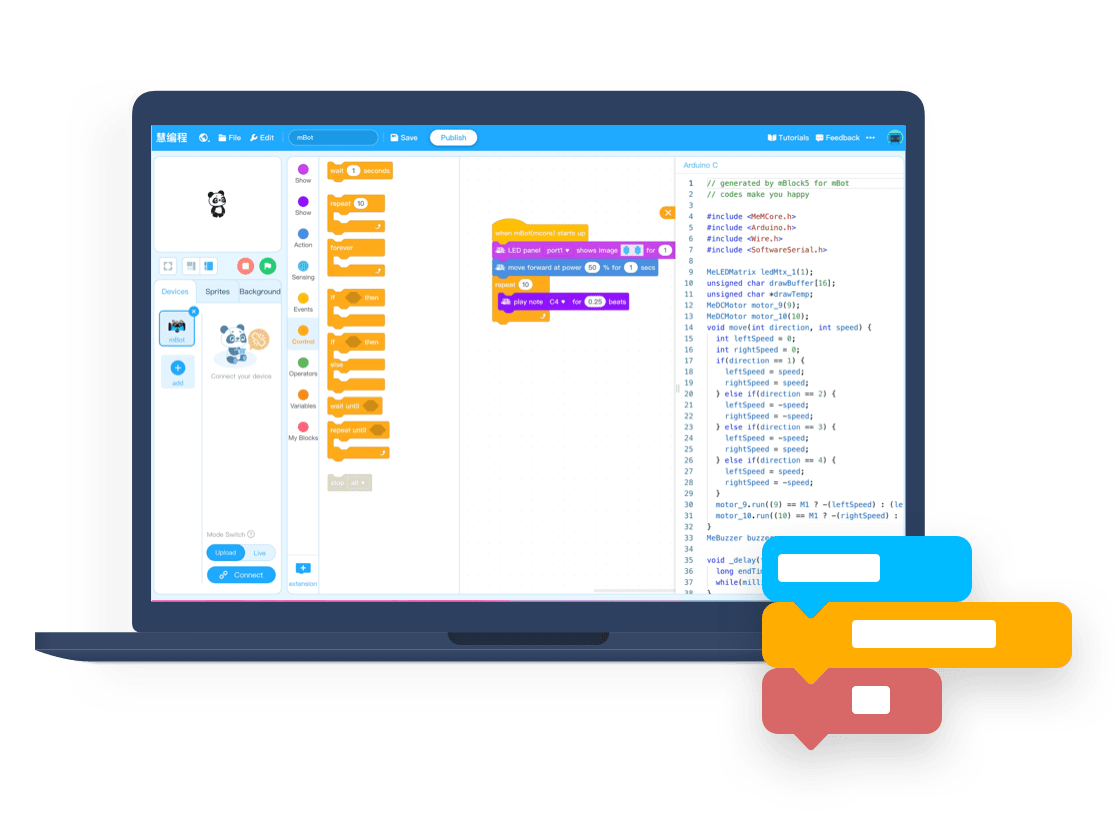 慧编程 File Edit mBot Save Publish Tutorials Feedback
Devices Sprites Background
mBot
add
Connect your device
Mode Switch
Upload Live
Connect
Show
Show
Action
Sensing
Events
Control
Operators
Variables
My Blocks
extension
wait 1 seconds
repeat 10
forever
if then
if then
else
wait until
repeat until
stop all
when mBot(mcore) starts up
LED panel port1 shows image for 1
move forward at power 50 % for 1 secs
repeat 10
play note C4 for 0.25 beats
Arduino C
1 // generated by mBlock5 for mBot
2 // codes make you happy
3
4 #include <MeMCore.h>
5 #include <Arduino.h>
6 #include <Wire.h>
7 #include <SoftwareSerial.h>
8
9 MeLEDMatrix ledMtx_1(1);
10 unsigned char drawBuffer[16];
11 unsigned char *drawTemp;
12 MeDCMotor motor_9(9);
13 MeDCMotor motor_10(10);
14 void move(int direction, int speed) {
15 int leftSpeed = 0;
16 int rightSpeed = 0;
17 if(direction == 1) {
18 leftSpeed = speed;
19 rightSpeed = speed;
20 } else if(direction == 2) {
21 leftSpeed = -speed;
22 rightSpeed = -speed;
23 } else if(direction == 3) {
24 leftSpeed = -speed;
25 rightSpeed = speed;
26 } else if(direction == 4) {
27 leftSpeed = speed;
28 rightSpeed = -speed;
29 }
30 motor_9.run((9) == M1 ? -(leftSpeed) : (le
31 motor_10.run((10) == M1 ? -(rightSpeed) :
32 }
33 MeBuzzer buzzer
34
35 void _delay(
36 long endTim
37 while(milli
38 }